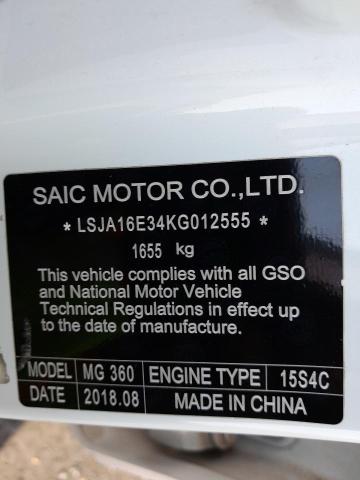 SAIC MOTOR CO.,LTD.
* LSJA16E34KG012555 *
1655 kg
This vehicle complies with all GSO
and National Motor Vehicle
Technical Regulations in effect up
to the date of manufacture.
MODEL MG 360 ENGINE TYPE 15S4C
DATE 2018.08 MADE IN CHINA